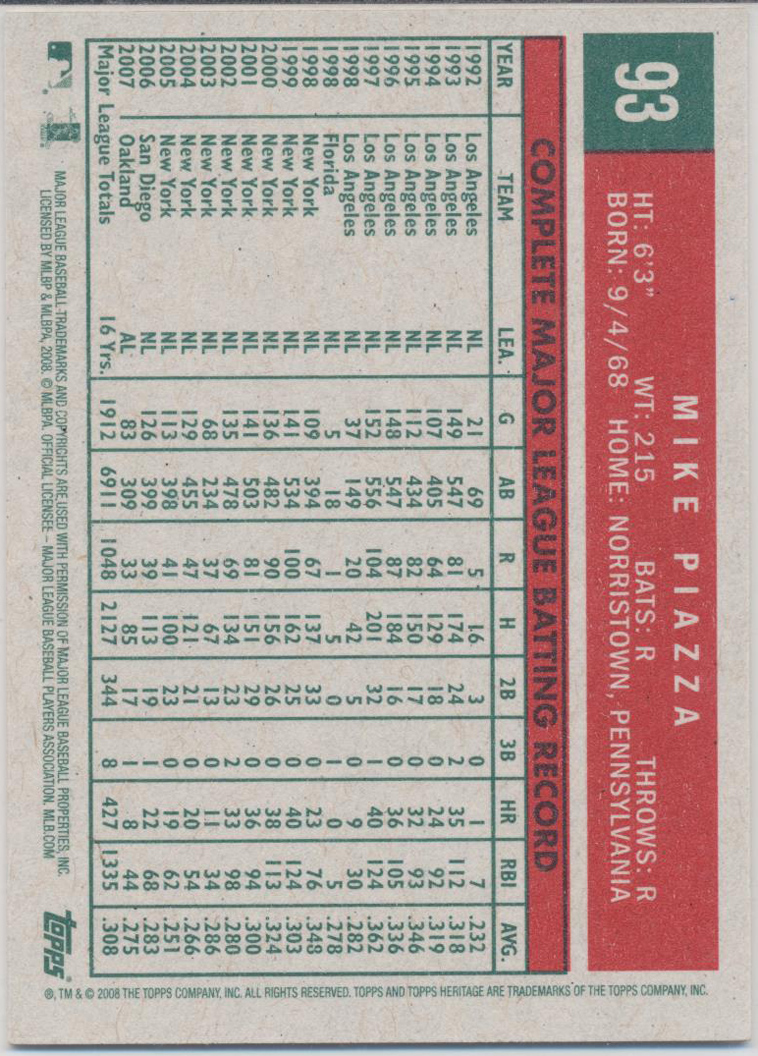 93
MIKE PIAZZA
HT: 6'3" WT: 215 BATS: R THROWS: R
BORN: 9/4/68 HOME: NORRISTOWN, PENNSYLVANIA
COMPLETE MAJOR LEAGUE BATTING RECORD
YEAR TEAM LEA. G AB R H 2B 3B HR RBI AVG.
1992 Los Angeles NL 21 69 5 16 3 0 1 7 .232
1993 Los Angeles NL 149 547 81 174 24 2 35 112 .318
1994 Los Angeles NL 107 405 64 129 18 0 24 92 .319
1995 Los Angeles NL 112 434 82 150 17 0 32 93 .346
1996 Los Angeles NL 148 547 87 184 16 0 36 105 .336
1997 Los Angeles NL 152 556 104 201 32 1 40 124 .362
1998 Los Angeles NL 37 149 20 42 5 0 9 30 .282
1998 Florida NL 5 18 1 5 0 1 0 5 .278
1998 New York NL 109 394 67 137 33 0 23 76 .348
1999 New York NL 141 534 100 162 25 0 40 124 .303
2000 New York NL 136 482 90 156 26 0 38 113 .324
2001 New York NL 141 503 81 151 29 0 36 94 .300
2002 New York NL 135 478 69 134 23 2 33 98 .280
2003 New York NL 68 234 37 67 13 0 11 34 .286
2004 New York NL 129 455 47 121 21 0 20 54 .266
2005 New York NL 113 398 41 100 23 0 19 62 .251
2006 San Diego NL 126 399 39 113 19 1 22 68 .283
2007 Oakland AL 83 309 33 85 17 1 8 44 .275
Major League Totals 16 Yrs. 1912 6911 1048 2127 344 8 427 1335 .308
MAJOR LEAGUE BASEBALL TRADEMARKS AND COPYRIGHTS ARE USED WITH PERMISSION OF MAJOR LEAGUE BASEBALL PROPERTIES, INC.
LICENSED BY MLBP & MLBPA, 2008. © MLBPA. OFFICIAL LICENSEE – MAJOR LEAGUE BASEBALL PLAYERS ASSOCIATION. MLB.COM
topps
®, TM & © 2008 THE TOPPS COMPANY, INC. ALL RIGHTS RESERVED. TOPPS AND TOPPS HERITAGE ARE TRADEMARKS OF THE TOPPS COMPANY, INC.